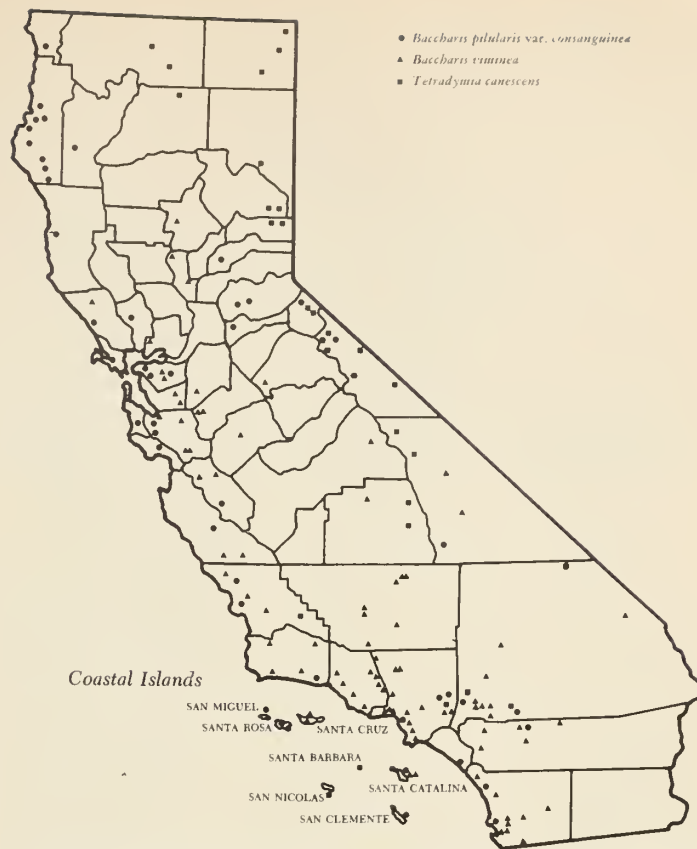 Baccharis pilularis var. consanguinea
Baccharis viminea
Tetradymia canescens
Coastal Islands
SAN MIGUEL
SANTA ROSA
SANTA CRUZ
SANTA BARBARA
SANTA CATALINA
SAN NICOLAS
SAN CLEMENTE